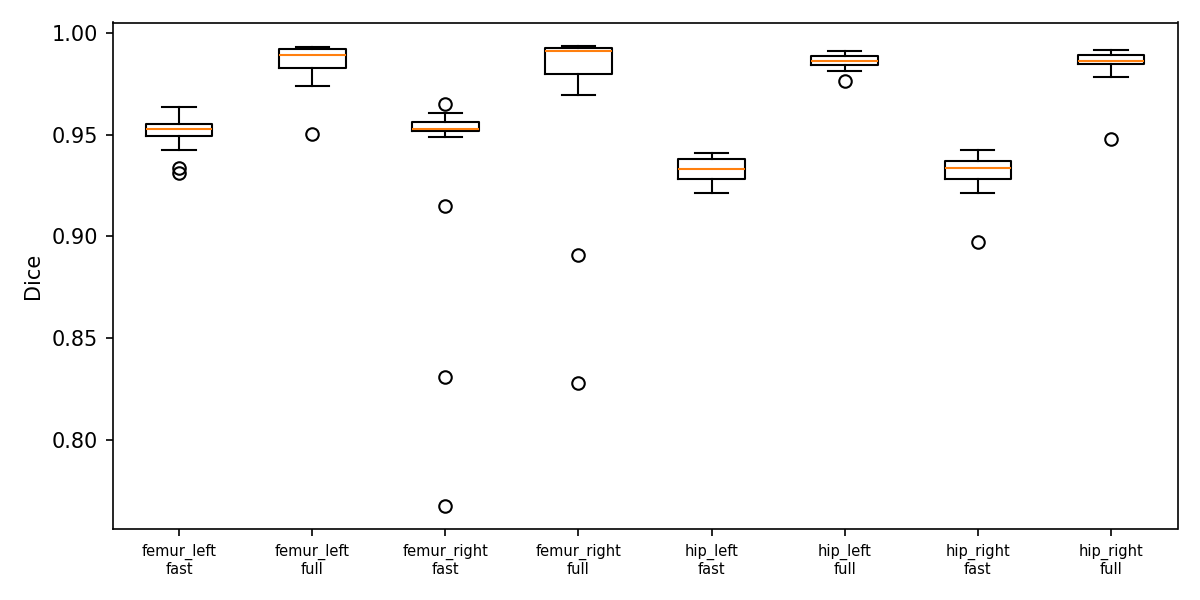 1.00
0.95
0.90
0.85
0.80
Dice
femur_left
fast
femur_left
full
femur_right
fast
femur_right
full
hip_left
fast
hip_left
full
hip_right
fast
hip_right
full